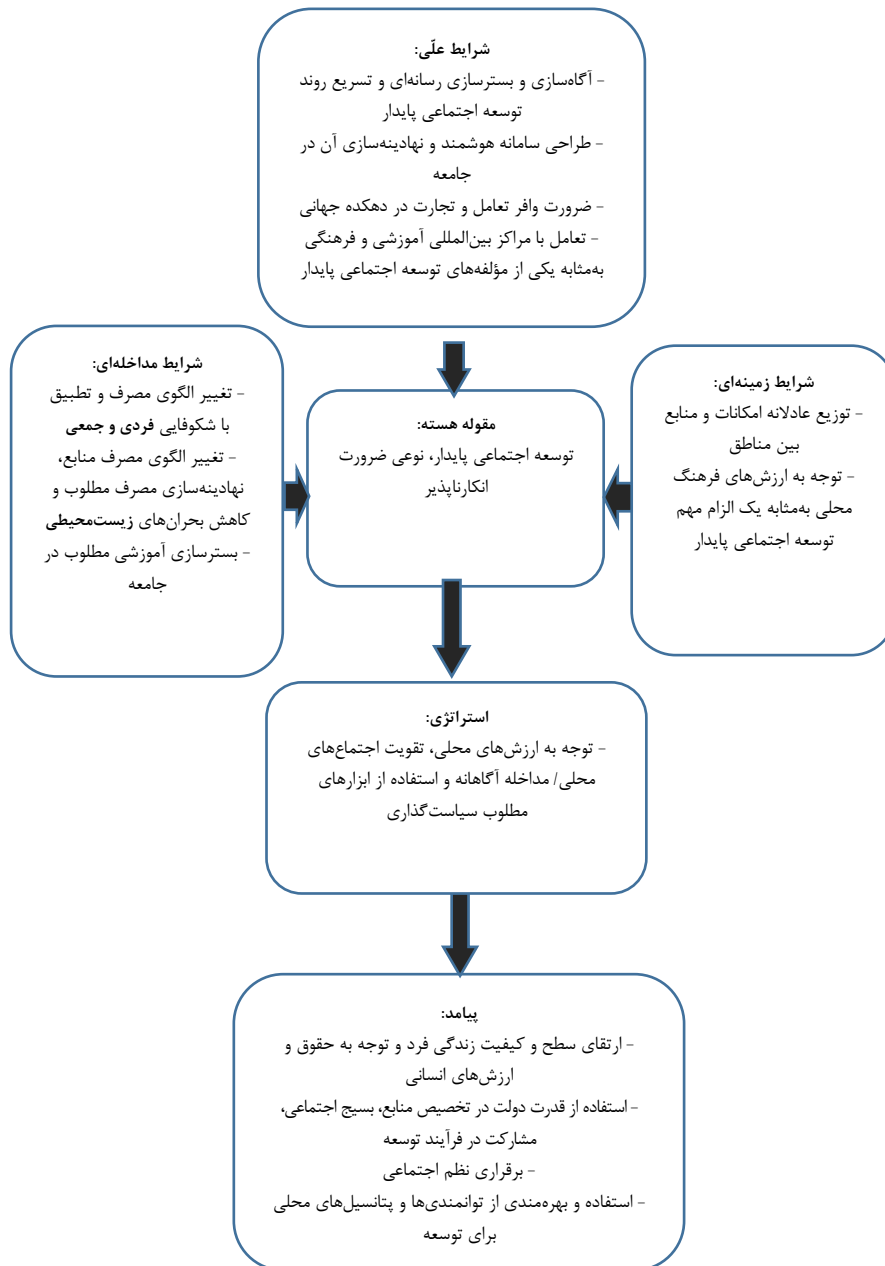 شرایط علّی:
- آگاه‌سازی و بسترسازی رسانه‌ای و تسریع روند
توسعه اجتماعی پایدار
- طراحی سامانه هوشمند و نهادینه‌سازی آن در
جامعه
- ضرورت وافر تعامل و تجارت در دهکده جهانی
- تعامل با مراکز بین‌المللی آموزشی و فرهنگی
به‌مثابه یکی از مؤلفه‌های توسعه اجتماعی پایدار
شرایط زمینه‌ای:
- توزیع عادلانه امکانات و منابع
بین مناطق
- توجه به ارزش‌های فرهنگ
محلی به‌مثابه یک الزام مهم
توسعه اجتماعی پایدار
مقوله هسته:
توسعه اجتماعی پایدار، نوعی ضرورت
انکارناپذیر
شرایط مداخله‌ای:
- تغییر الگوی مصرف و تطبیق
با شکوفایی فردی و جمعی
- تغییر الگوی مصرف منابع،
نهادینه‌سازی مصرف مطلوب و
کاهش بحران‌های زیست‌محیطی
- بسترسازی آموزشی مطلوب در
جامعه
استراتژی:
- توجه به ارزش‌های محلی، تقویت اجتماع‌های
محلی/ مداخله آگاهانه و استفاده از ابزارهای
مطلوب سیاست‌گذاری
پیامد:
- ارتقای سطح و کیفیت زندگی فرد و توجه به حقوق و
ارزش‌های انسانی
- استفاده از قدرت دولت در تخصیص منابع، بسیج اجتماعی،
مشارکت در فرآیند توسعه
- برقراری نظم اجتماعی
- استفاده و بهره‌مندی از توانمندی‌ها و پتانسیل‌های محلی
برای توسعه